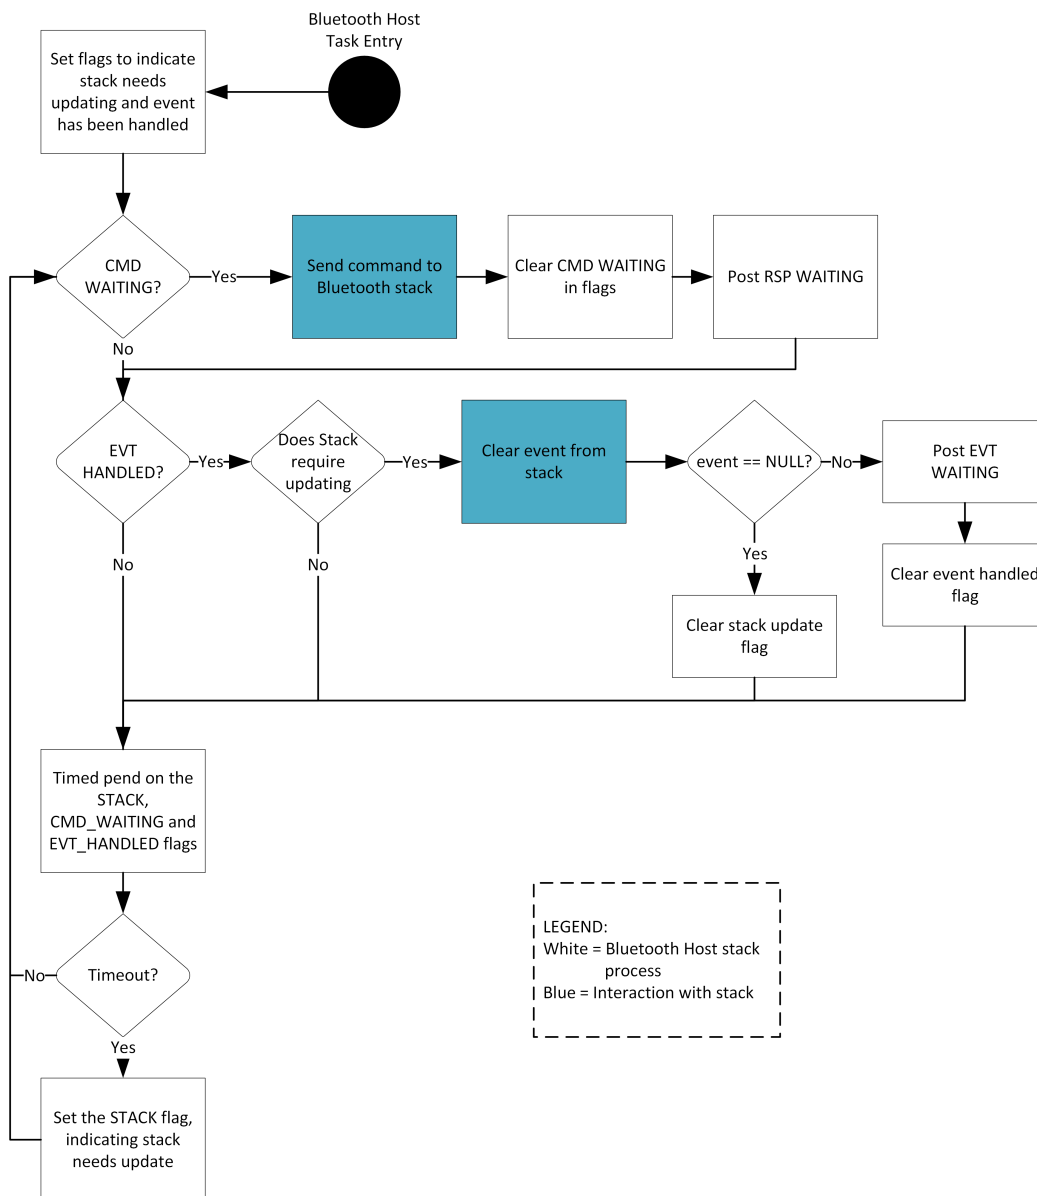 Bluetooth Host
Task Entry
Set flags to indicate
stack needs
updating and event
has been handled
CMD
WAITING?
Yes
Send command to
Bluetooth stack
Clear CMD WAITING
in flags
Post RSP WAITING
No
EVT
HANDLED?
Yes
Does Stack
require
updating
Yes
Clear event from
stack
event == NULL?
No
Post EVT
WAITING
No
No
Yes
Clear event handled
flag
Clear stack update
flag
Timed pend on the
STACK,
CMD_WAITING and
EVT_HANDLED flags
Timeout?
No
Yes
Set the STACK flag,
indicating stack
needs update
LEGEND:
White = Bluetooth Host stack
process
Blue = Interaction with stack